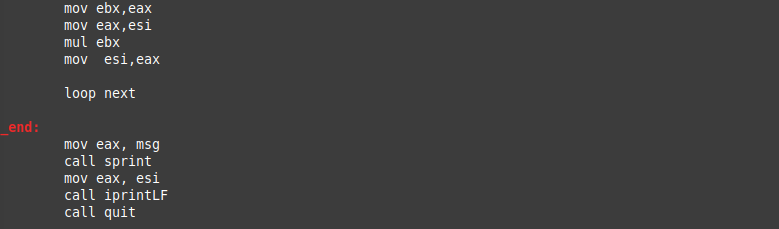 mov ebx,eax
mov eax,esi
mul ebx
mov  esi,eax
loop next
_end:
mov eax, msg
call sprint
mov eax, esi
call iprintLF
call quit